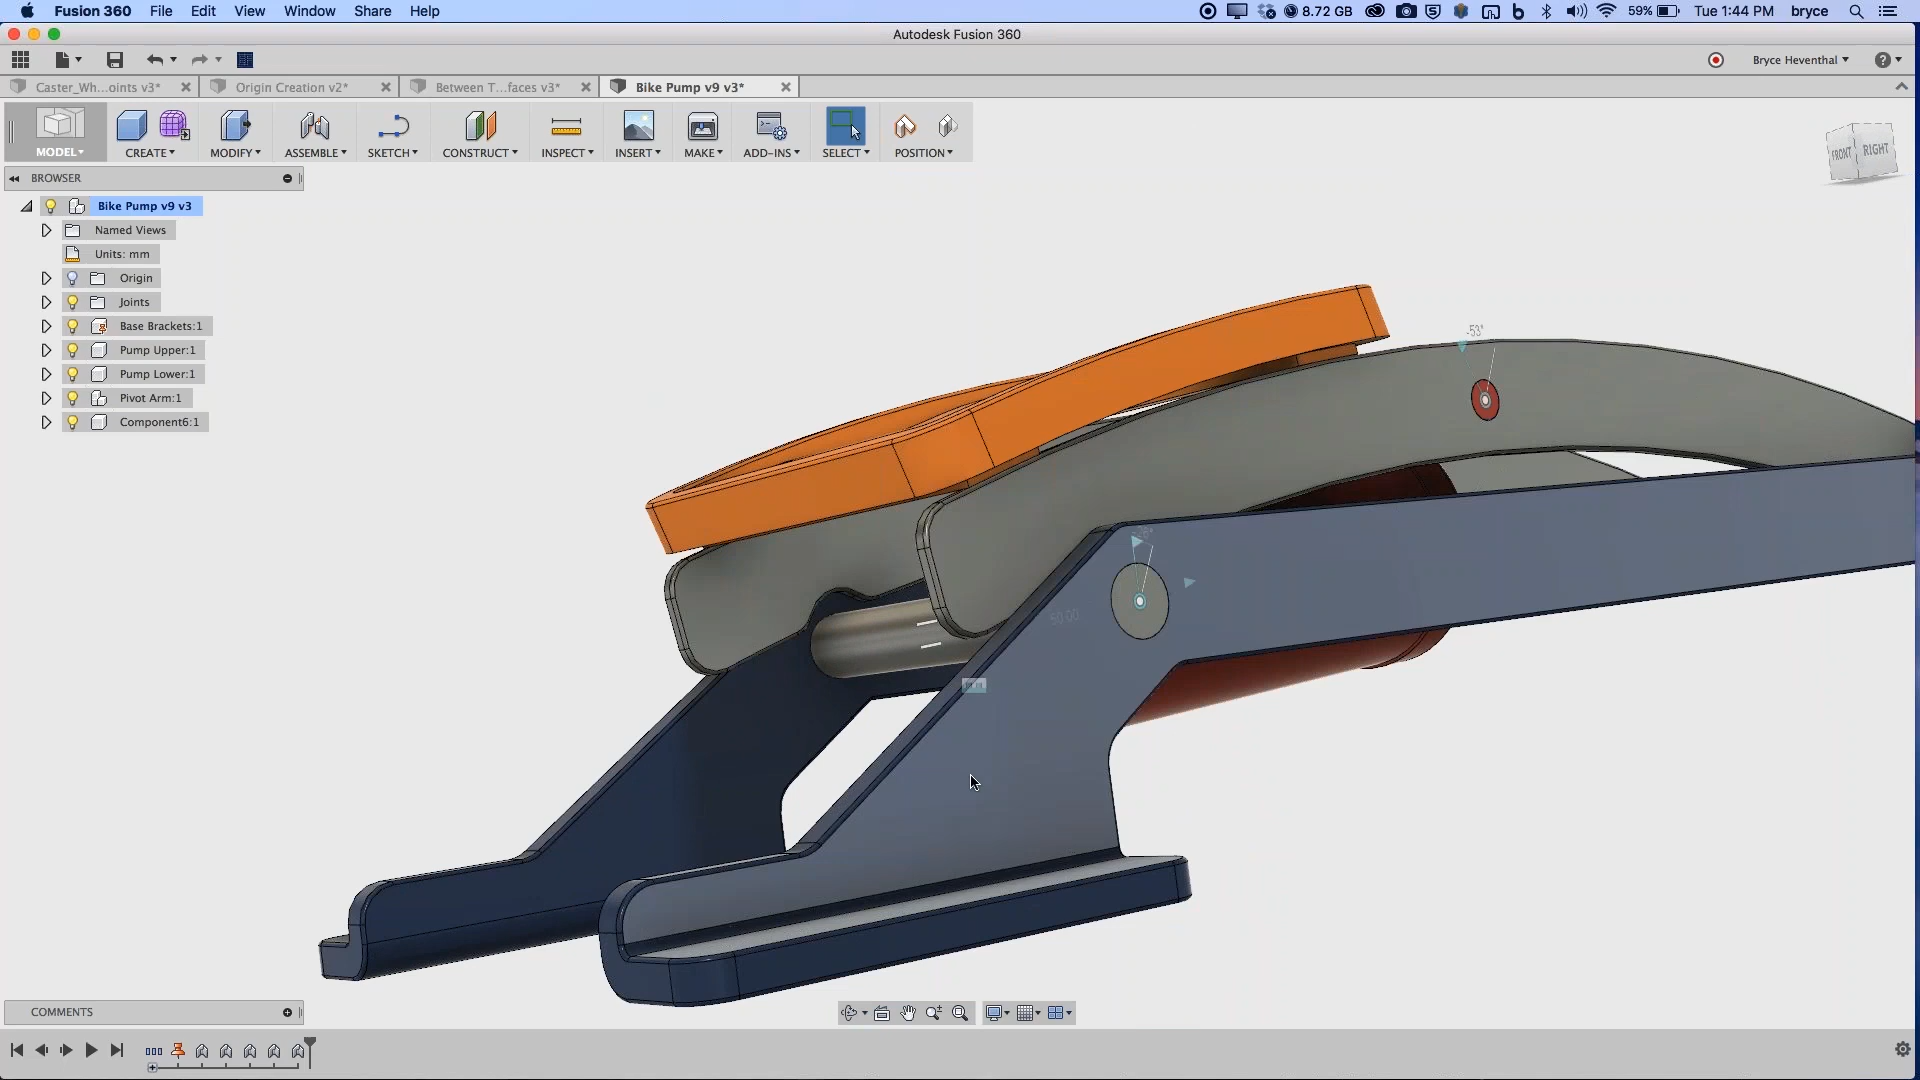 Fusion 360 File Edit View Window Share Help 8.72 GB 59% Tue 1:44 PM bryce
Autodesk Fusion 360
Bryce Heventhal
Caster_Wh...oints v3* Origin Creation v2* Between T...faces v3* Bike Pump v9 v3*
MODEL CREATE MODIFY ASSEMBLE SKETCH CONSTRUCT INSPECT INSERT MAKE ADD-INS SELECT POSITION
FRONT RIGHT
BROWSER
Bike Pump v9 v3
Named Views
Units: mm
Origin
Joints
Base Brackets:1
Pump Upper:1
Pump Lower:1
Pivot Arm:1
Component6:1
-53°
50.00
COMMENTS